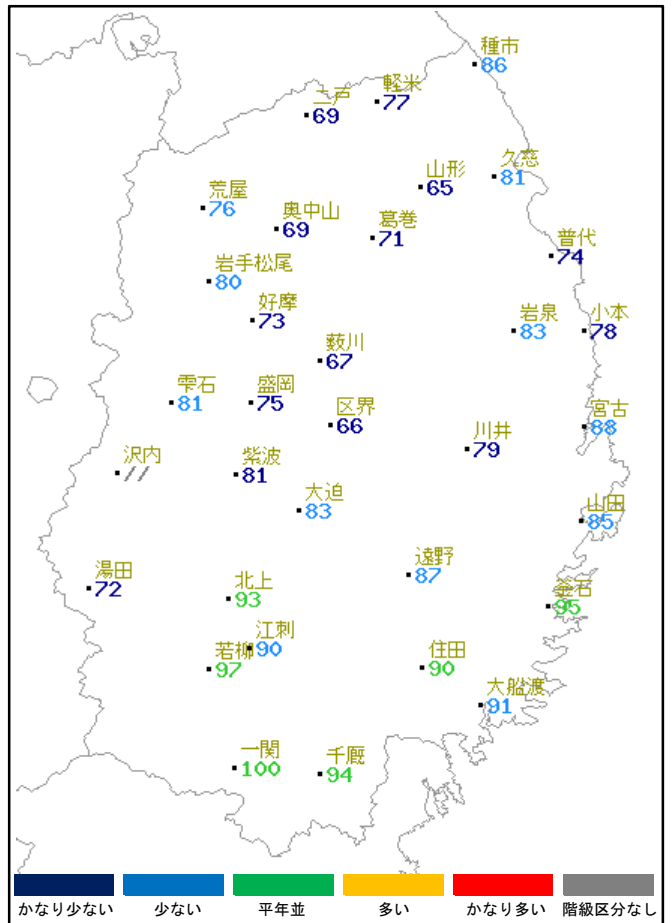 種市
86
軽米
77
二戸
69
久慈
81
山形
65
荒屋
76
奥中山
69
葛巻
71
普代
74
岩手松尾
80
好摩
73
岩泉
83
小本
78
薮川
67
雫石
81
盛岡
75
区界
66
宮古
88
川井
79
沢内
//
紫波
81
大迫
83
山田
85
遠野
87
湯田
72
北上
93
釜石
95
江刺
90
若柳
97
住田
90
大船渡
91
一関
100
千厩
94
かなり少ない
少ない
平年並
多い
かなり多い
階級区分なし